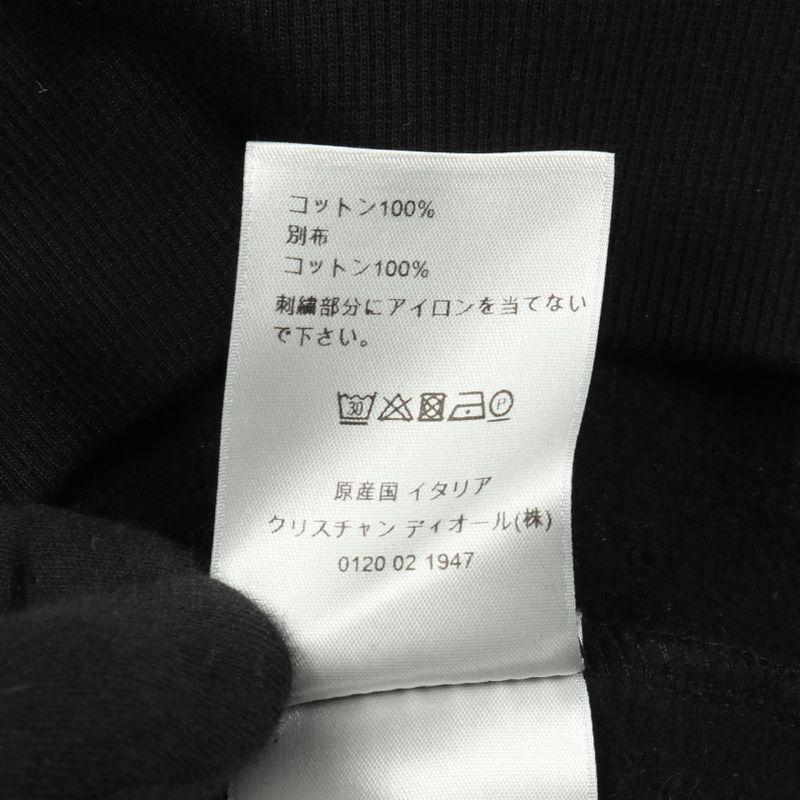 コットン100%
別布
コットン100%
刺繍部分にアイロンを当てない
で下さい。
30 P
原産国 イタリア
クリスチャン ディオール(株)
0120 02 1947